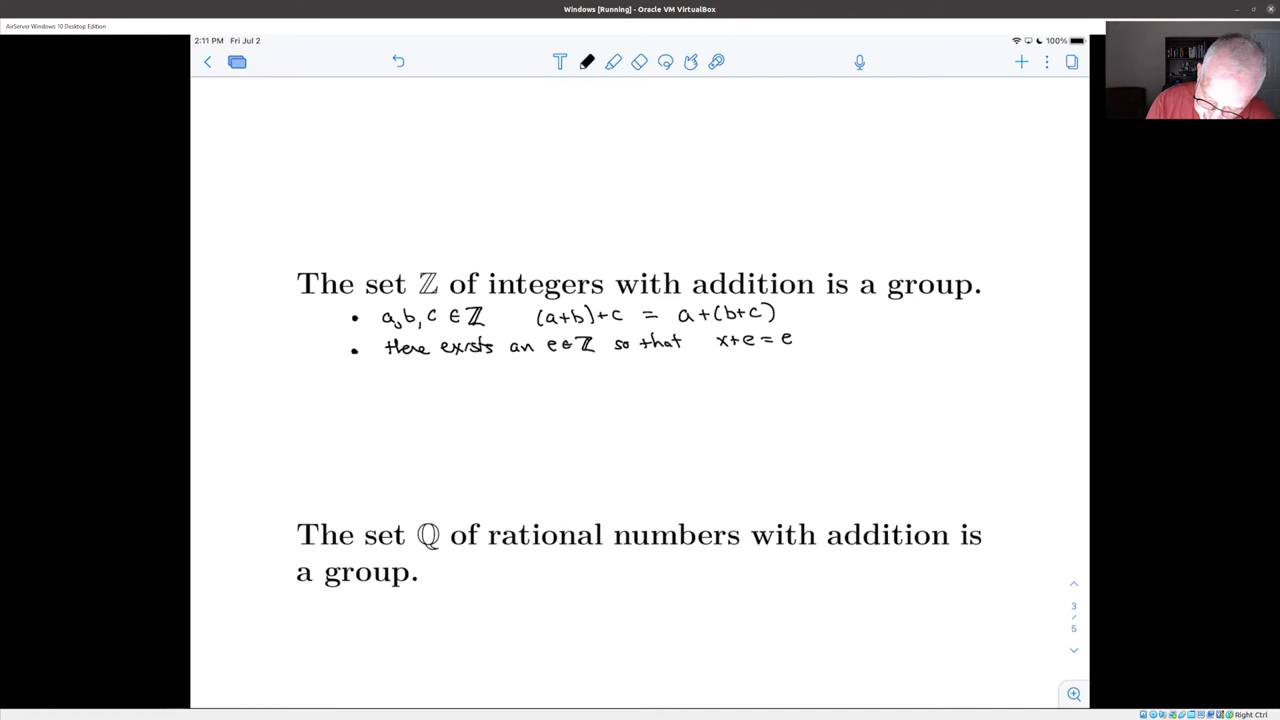 Windows [Running] - Oracle VM VirtualBox
AirServer Windows 10 Desktop Edition
2:11 PM Fri Jul 2
100%
The set ℤ of integers with addition is a group.
• a, b, c ∈ ℤ (a+b)+c = a+(b+c)
• there exists an e ∈ ℤ so that x+e = e
The set ℚ of rational numbers with addition is
a group.
3
/
5
Right Ctrl